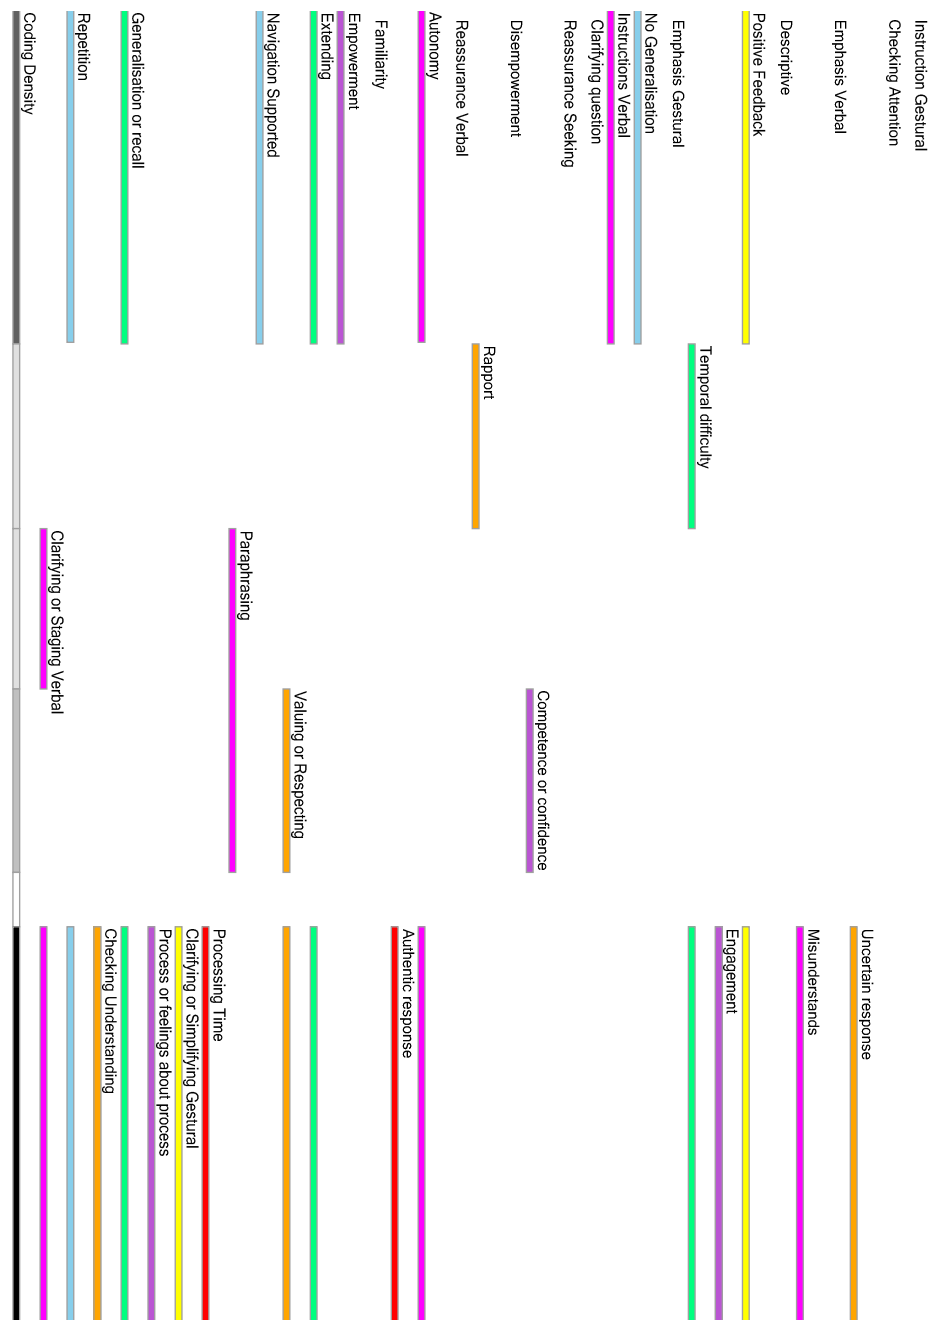 Instruction Gestural
Checking Attention
Uncertain response
Emphasis Verbal
Misunderstands
Descriptive
Positive Feedback
Engagement
Temporal difficulty
Emphasis Gestural
No Generalisation
Instructions Verbal
Clarifying question
Reassurance Seeking
Competence or confidence
Disempowerment
Rapport
Reassurance Verbal
Autonomy
Authentic response
Familiarity
Empowerment
Extending
Valuing or Respecting
Navigation Supported
Paraphrasing
Processing Time
Clarifying or Simplifying Gestural
Process or feelings about process
Generalisation or recall
Checking Understanding
Repetition
Clarifying or Staging Verbal
Coding Density